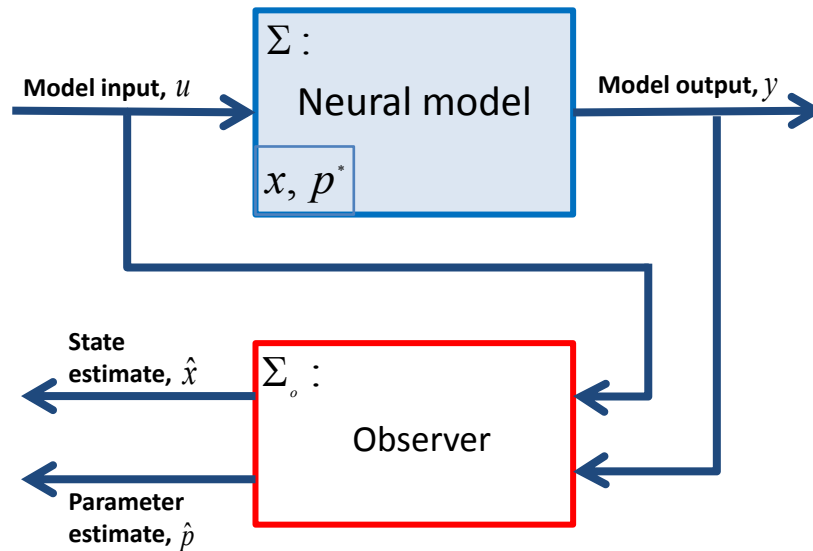 Σ :
Model input, u
Neural model
Model output, y
x, p*
State
estimate, x̂
Σₒ :
Observer
Parameter
estimate, p̂